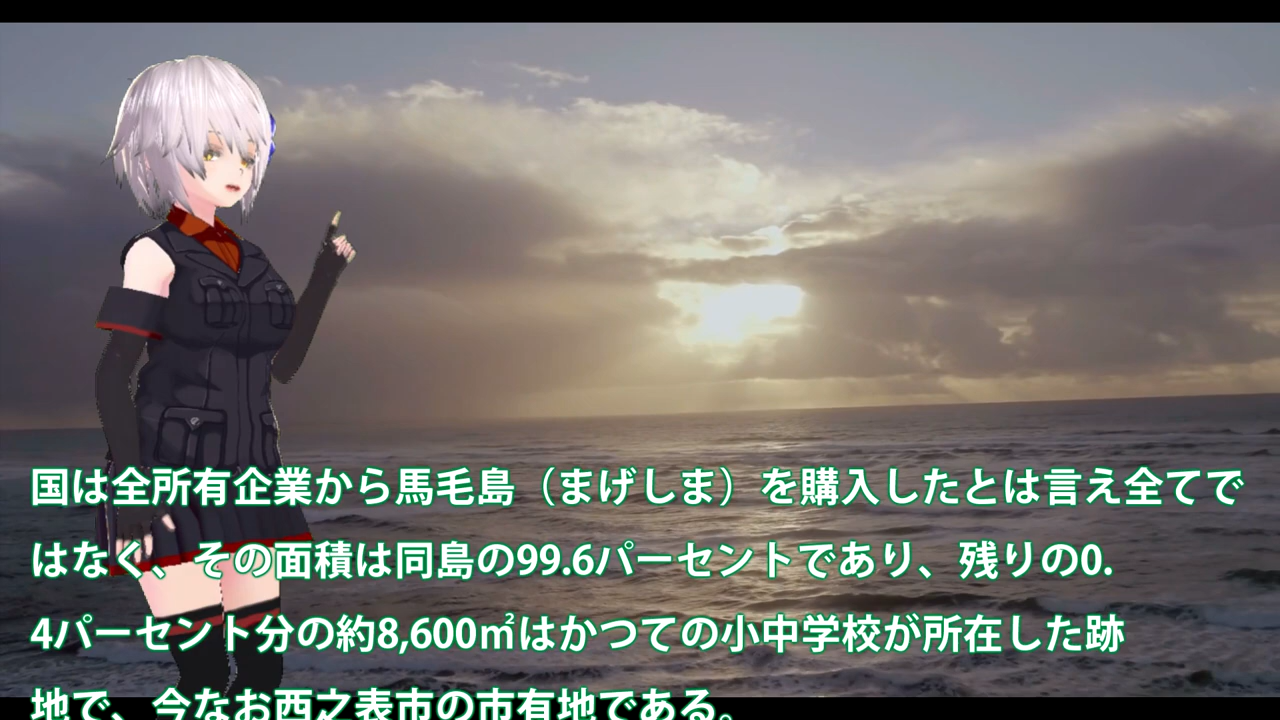 国は全所有企業から馬毛島（まげしま）を購入したとは言え全てで
はなく、その面積は同島の99.6パーセントであり、残りの0.
4パーセント分の約8,600㎡はかつての小中学校が所在した跡
地で、今なお西之表市の市有地である。